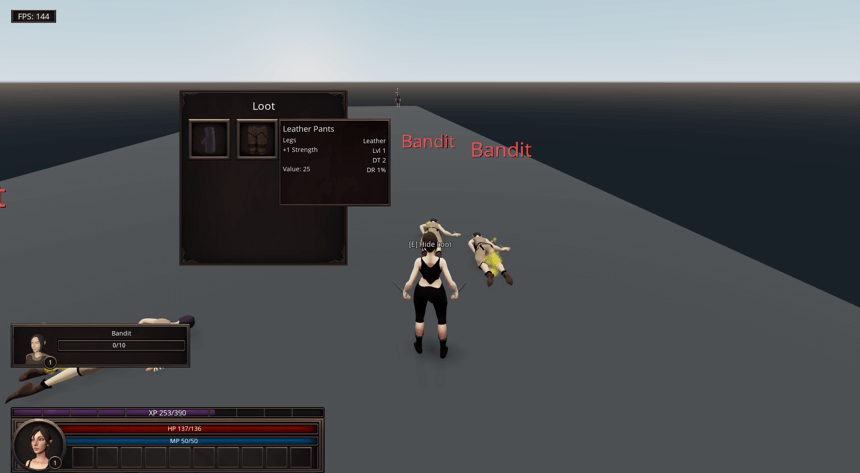 FPS: 144
Loot
Leather Pants
Legs
Leather
+1 Strength
Lvl 1
DT 2
Value: 25
DR 1%
Bandit
Bandit
[E] Hide Loot
Bandit
0/10
1
XP 253/390
HP 137/136
MP 50/50
1